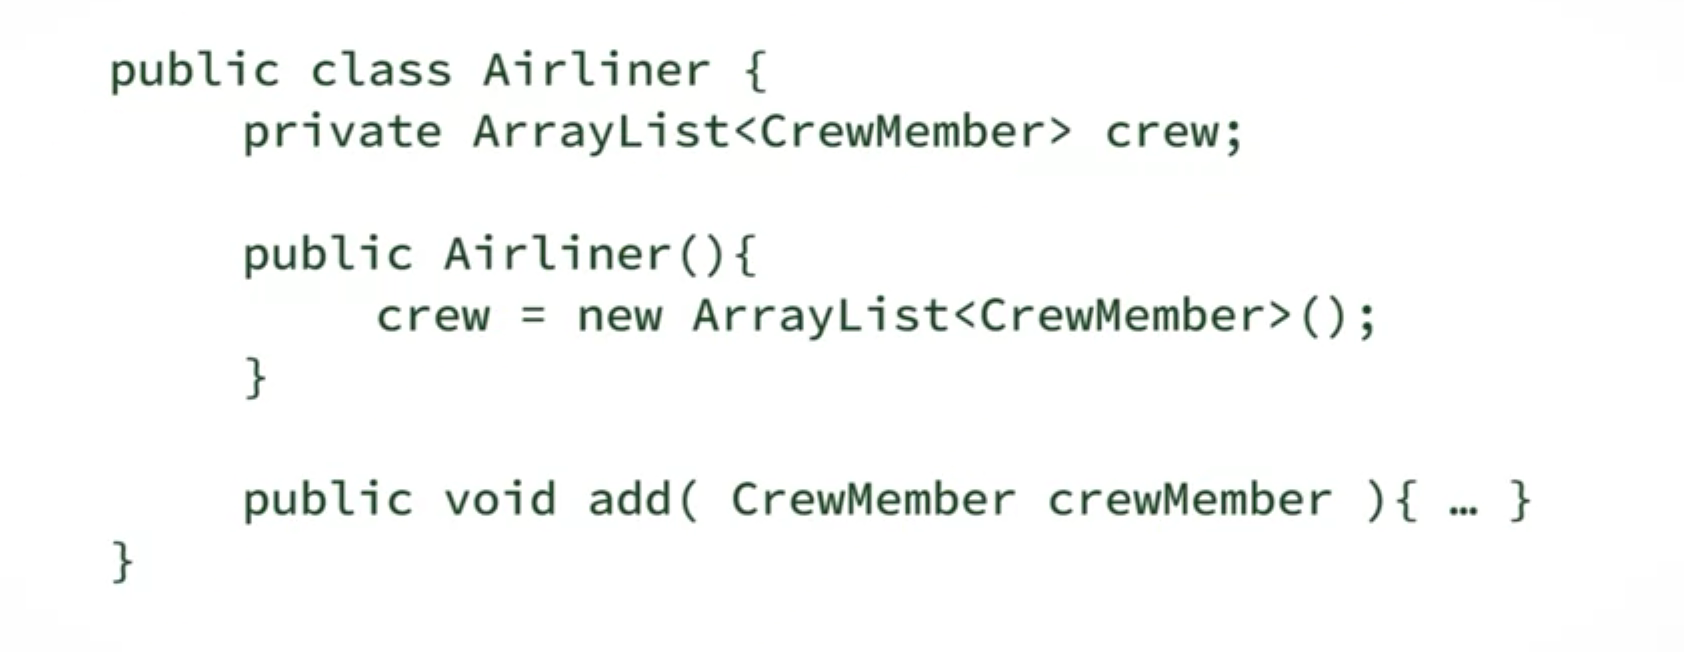 public class Airliner {
private ArrayList<CrewMember> crew;
public Airliner(){
crew = new ArrayList<CrewMember>();
}
public void add( CrewMember crewMember ){ … }
}